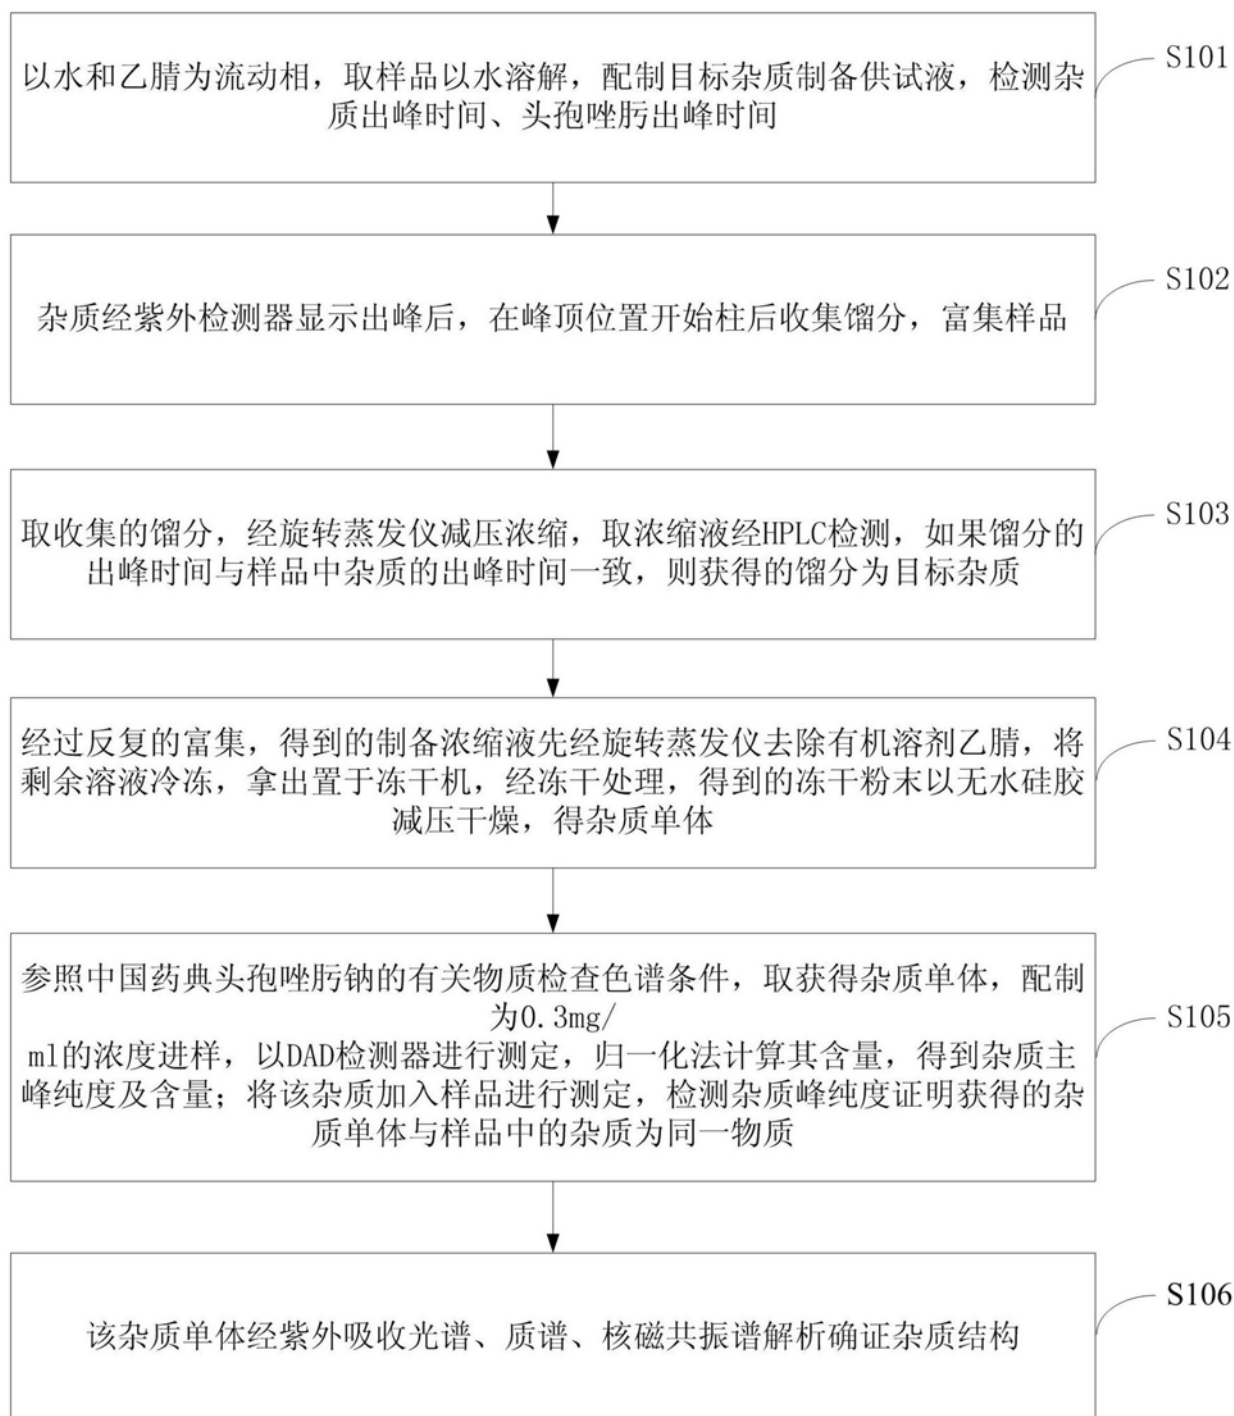 以水和乙腈为流动相，取样品以水溶解，配制目标杂质制备供试液，检测杂
质出峰时间、头孢唑肟出峰时间
S101
杂质经紫外检测器显示出峰后，在峰顶位置开始柱后收集馏分，富集样品
S102
取收集的馏分，经旋转蒸发仪减压浓缩，取浓缩液经HPLC检测，如果馏分的
出峰时间与样品中杂质的出峰时间一致，则获得的馏分为目标杂质
S103
经过反复的富集，得到的制备浓缩液先经旋转蒸发仪去除有机溶剂乙腈，将
剩余溶液冷冻，拿出置于冻干机，经冻干处理，得到的冻干粉末以无水硅胶
减压干燥，得杂质单体
S104
参照中国药典头孢唑肟钠的有关物质检查色谱条件，取获得杂质单体，配制
为0.3mg/
ml的浓度进样，以DAD检测器进行测定，归一化法计算其含量，得到杂质主
峰纯度及含量；将该杂质加入样品进行测定，检测杂质峰纯度证明获得的杂
质单体与样品中的杂质为同一物质
S105
该杂质单体经紫外吸收光谱、质谱、核磁共振谱解析确证杂质结构
S106